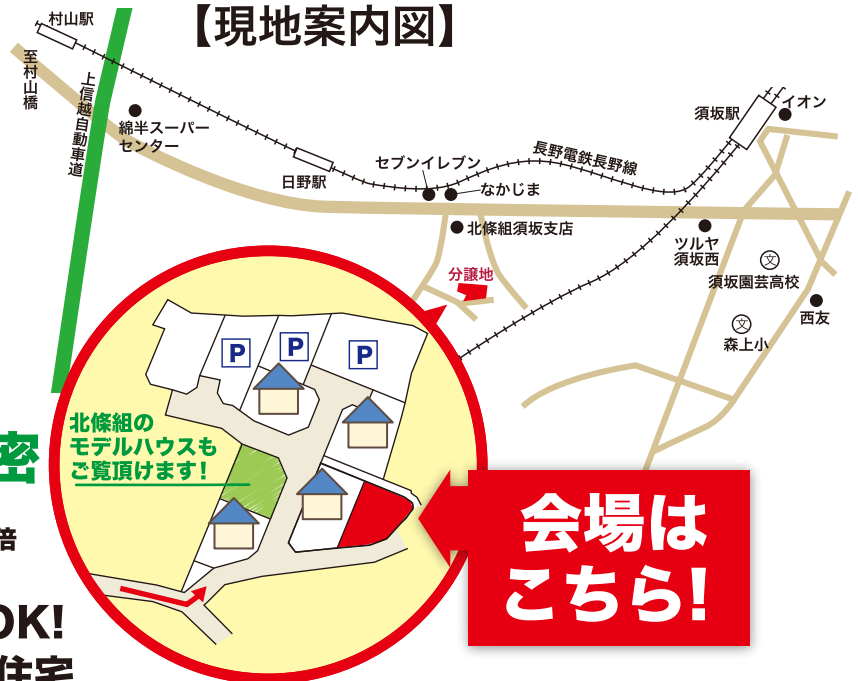 【現地案内図】
村山駅
至村山橋
上信越自動車道
綿半スーパー
センター
日野駅
セブンイレブン
なかじま
長野電鉄長野線
須坂駅
イオン
北條組須坂支店
ツルヤ
須坂西
文
須坂園芸高校
西友
文
森上小
分譲地
P
P
P
北條組の
モデルハウスも
ご覧頂けます!
密
倍
OK!
住宅
会場は
こちら!